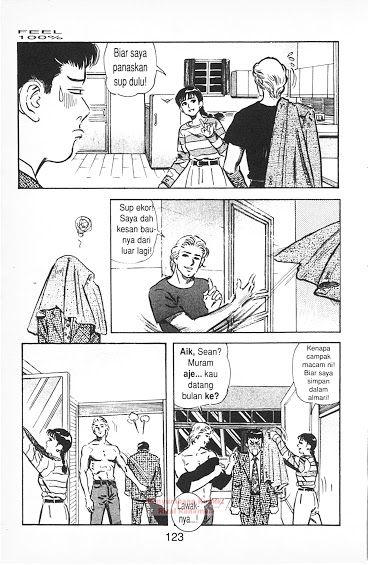 FEEL
100%
Biar saya
panaskan
sup dulu!
Sup ekor!
Saya dah
kesan bau-
nya dari
luar lagi!
Aik, Sean?
Muram
aje... kau
datang
bulan ke?
Kenapa
campak
macam ni!
Biar saya
simpan
dalam
almari!
Lawak-
nya...!
123